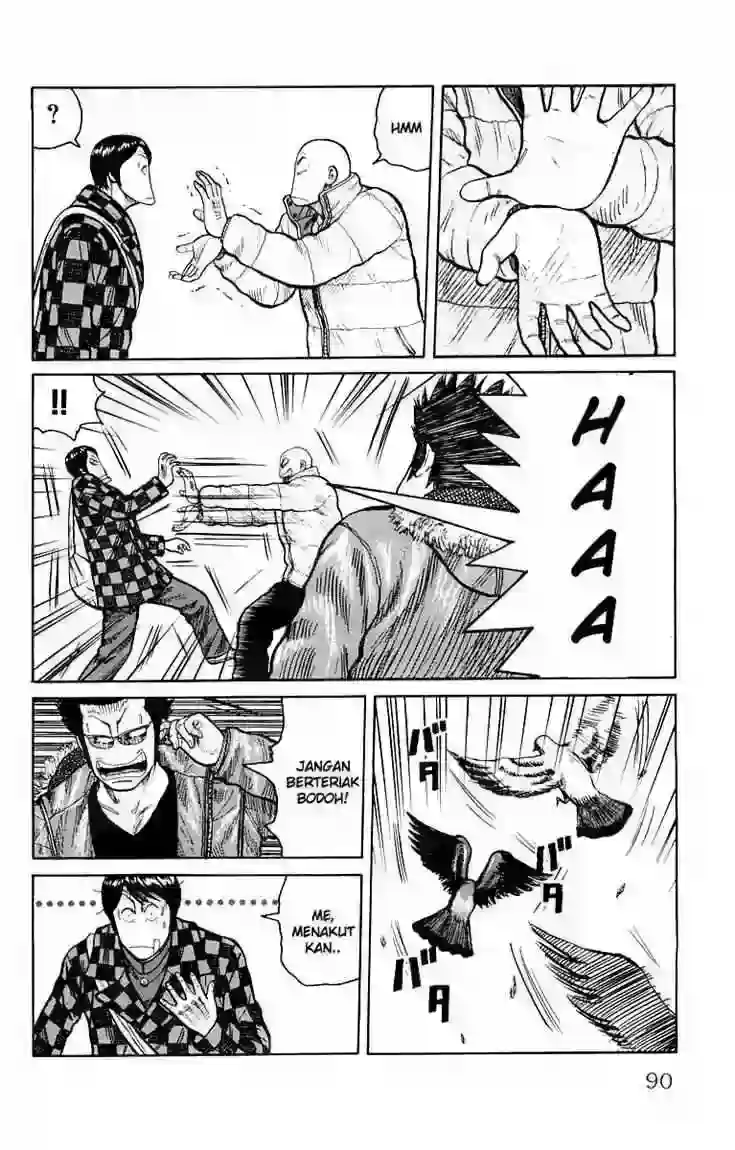 ?
HMM
!!
HAAAA
JANGAN
BERTERIAK
BODOH!
バタ
バタ
バタ
ME,
MENAKUT
KAN..
90